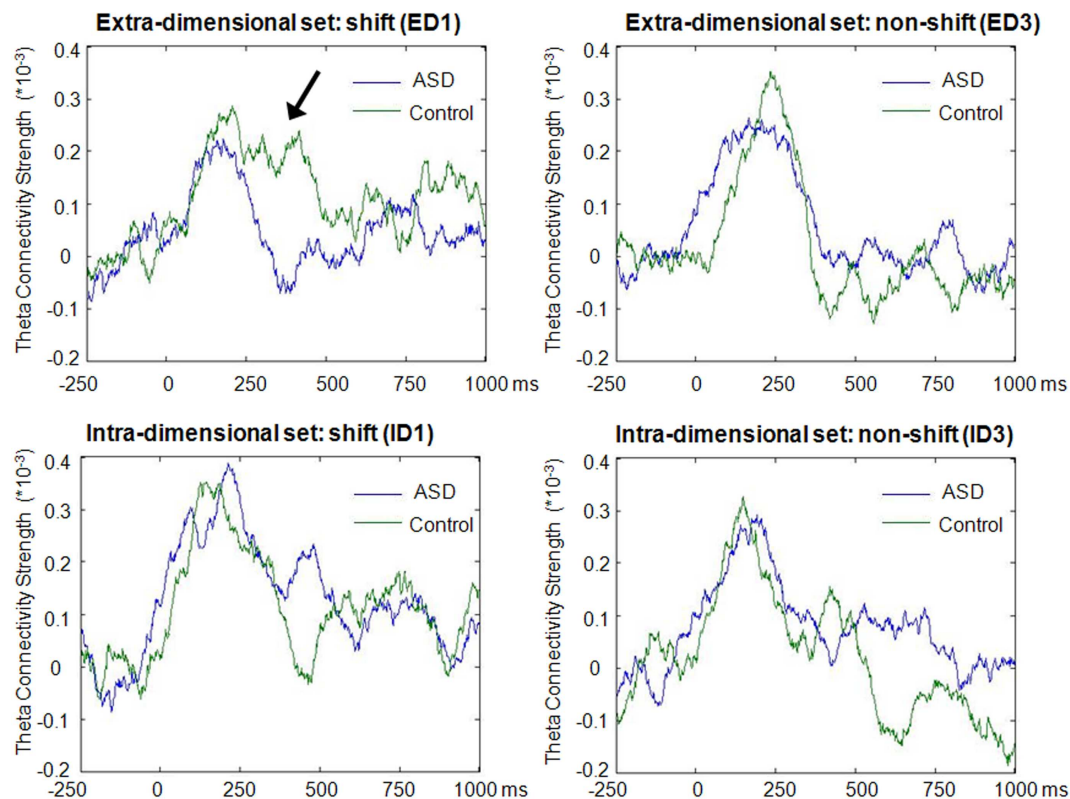 Extra-dimensional set: shift (ED1)
Theta Connectivity Strength (*10-3)
0.4
0.3
0.2
0.1
0
-0.1
-0.2
ASD
Control
-250 0 250 500 750 1000 ms
Extra-dimensional set: non-shift (ED3)
Theta Connectivity Strength (*10-3)
0.4
0.3
0.2
0.1
0
-0.1
-0.2
ASD
Control
-250 0 250 500 750 1000 ms
Intra-dimensional set: shift (ID1)
Theta Connectivity Strength (*10-3)
0.4
0.3
0.2
0.1
0
-0.1
-0.2
ASD
Control
-250 0 250 500 750 1000 ms
Intra-dimensional set: non-shift (ID3)
Theta Connectivity Strength (*10-3)
0.4
0.3
0.2
0.1
0
-0.1
-0.2
ASD
Control
-250 0 250 500 750 1000 ms